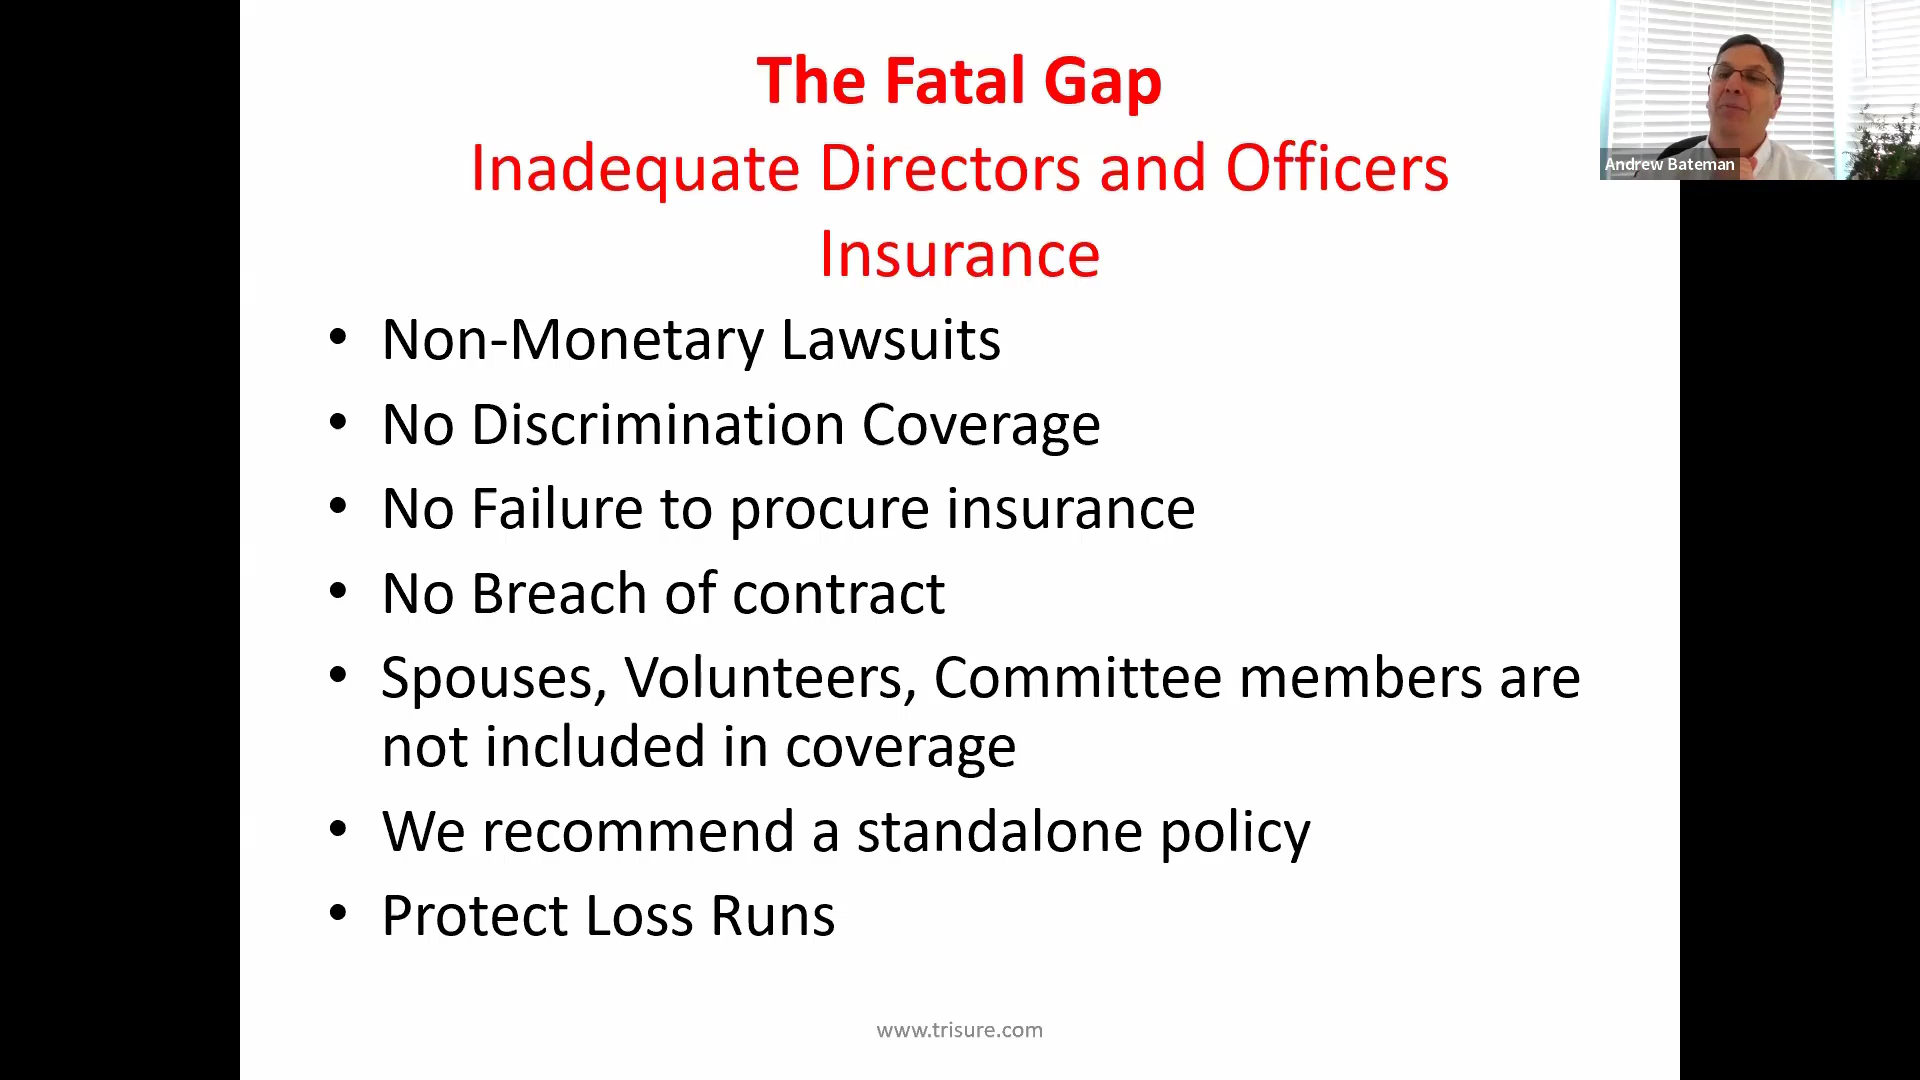 The Fatal Gap
Inadequate Directors and Officers
Insurance
Andrew Bateman
• Non-Monetary Lawsuits
• No Discrimination Coverage
• No Failure to procure insurance
• No Breach of contract
• Spouses, Volunteers, Committee members are
not included in coverage
• We recommend a standalone policy
• Protect Loss Runs
www.trisure.com